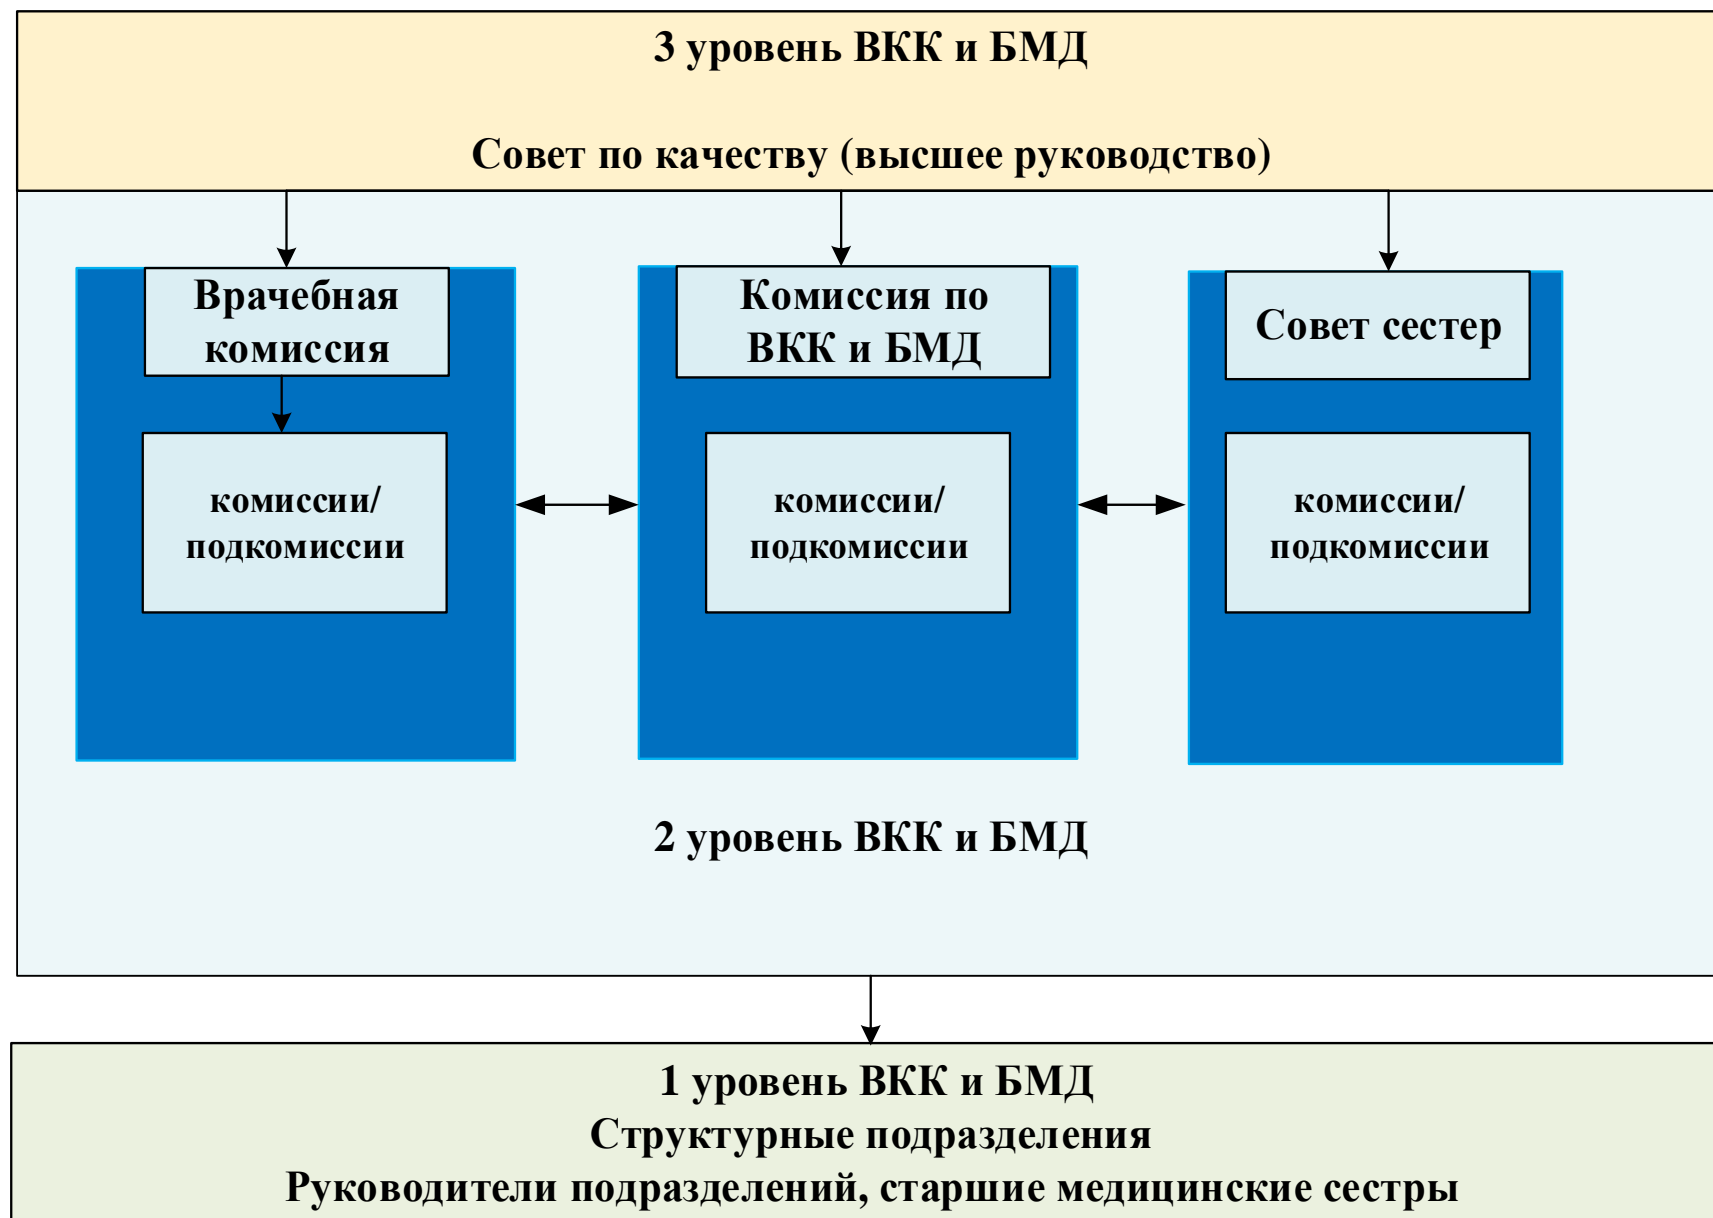 3 уровень ВКК и БМД
Совет по качеству (высшее руководство)
Врачебная
комиссия
Комиссия по
ВКК и БМД
Совет сестер
комиссии/
подкомиссии
комиссии/
подкомиссии
комиссии/
подкомиссии
2 уровень ВКК и БМД
1 уровень ВКК и БМД
Структурные подразделения
Руководители подразделений, старшие медицинские сестры